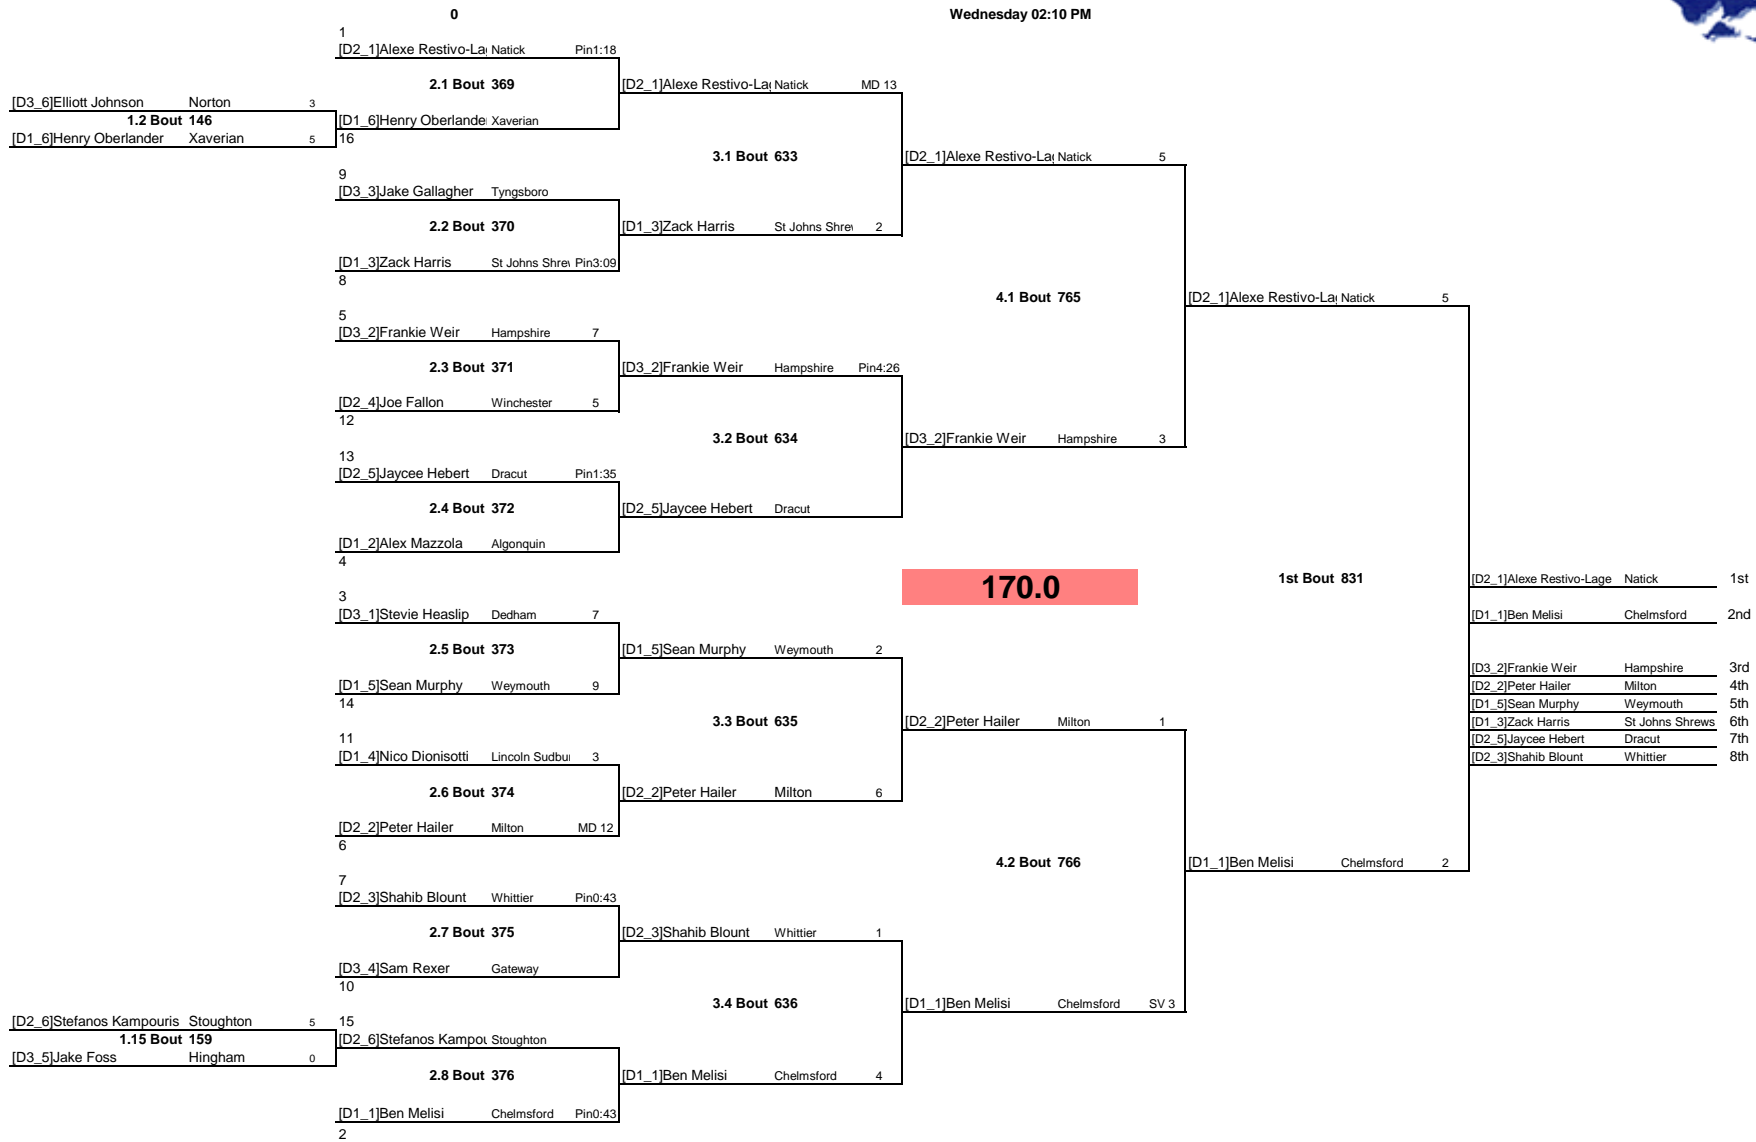 0 Wednesday 02:10 PM
1
[D2_1]Alexe Restivo-La Natick Pin1:18
2.1 Bout 369 [D2_1]Alexe Restivo-La Natick MD 13
[D3_6]Elliott Johnson Norton 3
1.2 Bout 146 [D1_6]Henry Oberlande Xaverian
[D1_6]Henry Oberlander Xaverian 5 16
3.1 Bout 633 [D2_1]Alexe Restivo-La Natick 5
9
[D3_3]Jake Gallagher Tyngsboro
2.2 Bout 370 [D1_3]Zack Harris St Johns Shre 2
[D1_3]Zack Harris St Johns Shre Pin3:09
8
4.1 Bout 765 [D2_1]Alexe Restivo-La Natick 5
5
[D3_2]Frankie Weir Hampshire 7
2.3 Bout 371 [D3_2]Frankie Weir Hampshire Pin4:26
[D2_4]Joe Fallon Winchester 5
12
3.2 Bout 634 [D3_2]Frankie Weir Hampshire 3
13
[D2_5]Jaycee Hebert Dracut Pin1:35
2.4 Bout 372 [D2_5]Jaycee Hebert Dracut
[D1_2]Alex Mazzola Algonquin
4
170.0 1st Bout 831 [D2_1]Alexe Restivo-Lage Natick 1st
3
[D3_1]Stevie Heaslip Dedham 7 [D1_1]Ben Melisi Chelmsford 2nd
2.5 Bout 373 [D1_5]Sean Murphy Weymouth 2
[D3_2]Frankie Weir Hampshire 3rd
[D1_5]Sean Murphy Weymouth 9 [D2_2]Peter Hailer Milton 4th
14 [D1_5]Sean Murphy Weymouth 5th
3.3 Bout 635 [D2_2]Peter Hailer Milton 1 [D1_3]Zack Harris St Johns Shrews 6th
11 [D2_5]Jaycee Hebert Dracut 7th
[D1_4]Nico Dionisotti Lincoln Sudbu 3 [D2_3]Shahib Blount Whittier 8th
2.6 Bout 374 [D2_2]Peter Hailer Milton 6
[D2_2]Peter Hailer Milton MD 12
6
4.2 Bout 766 [D1_1]Ben Melisi Chelmsford 2
7
[D2_3]Shahib Blount Whittier Pin0:43
2.7 Bout 375 [D2_3]Shahib Blount Whittier 1
[D3_4]Sam Rexer Gateway
10
3.4 Bout 636 [D1_1]Ben Melisi Chelmsford SV 3
[D2_6]Stefanos Kampouris Stoughton 5 15
1.15 Bout 159 [D2_6]Stefanos Kampou Stoughton
[D3_5]Jake Foss Hingham 0
2.8 Bout 376 [D1_1]Ben Melisi Chelmsford 4
[D1_1]Ben Melisi Chelmsford Pin0:43
2